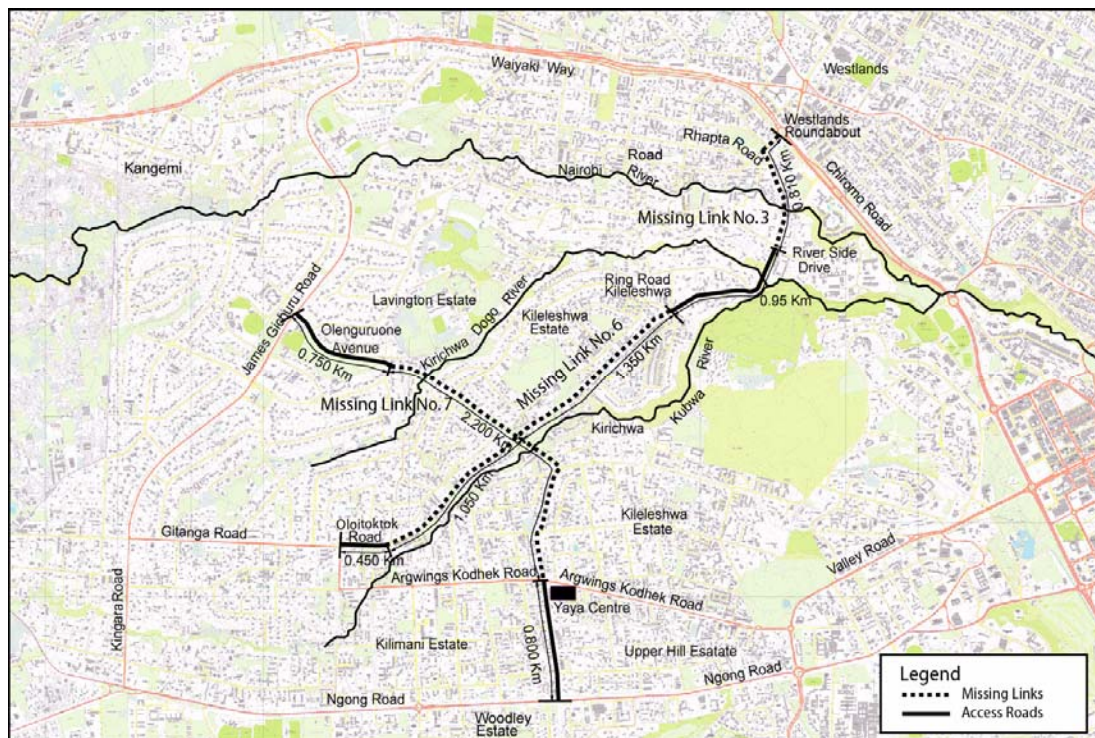 Waiyaki Way
Westlands
Westlands
Roundabout
Rhapta Road
Kangemi
Nairobi
River
Road
0.810 Km
Chiromo Road
Missing Link No. 3
River Side
Drive
Ring Road
Kileleshwa
0.95 Km
Lavington Estate
Kirichwa Dogo River
Kileleshwa
Estate
James Gichuru Road
Olenguruone
Avenue
0.750 Km
Missing Link No. 6
1.350 Km
Missing Link No. 7
2.200 Km
Kirichwa
Kubwa
River
1.050 Km
Kileleshwa
Estate
Gitanga Road
Oloitoktok
Road
0.450 Km
Argwings Kodhek Road
Argwings Kodhek Road
Valley Road
Yaya Centre
Kingara Road
Kilimani Estate
0.800 Km
Upper Hill Esatate
Ngong Road
Ngong Road
Woodley
Estate
Legend
Missing Links
Access Roads